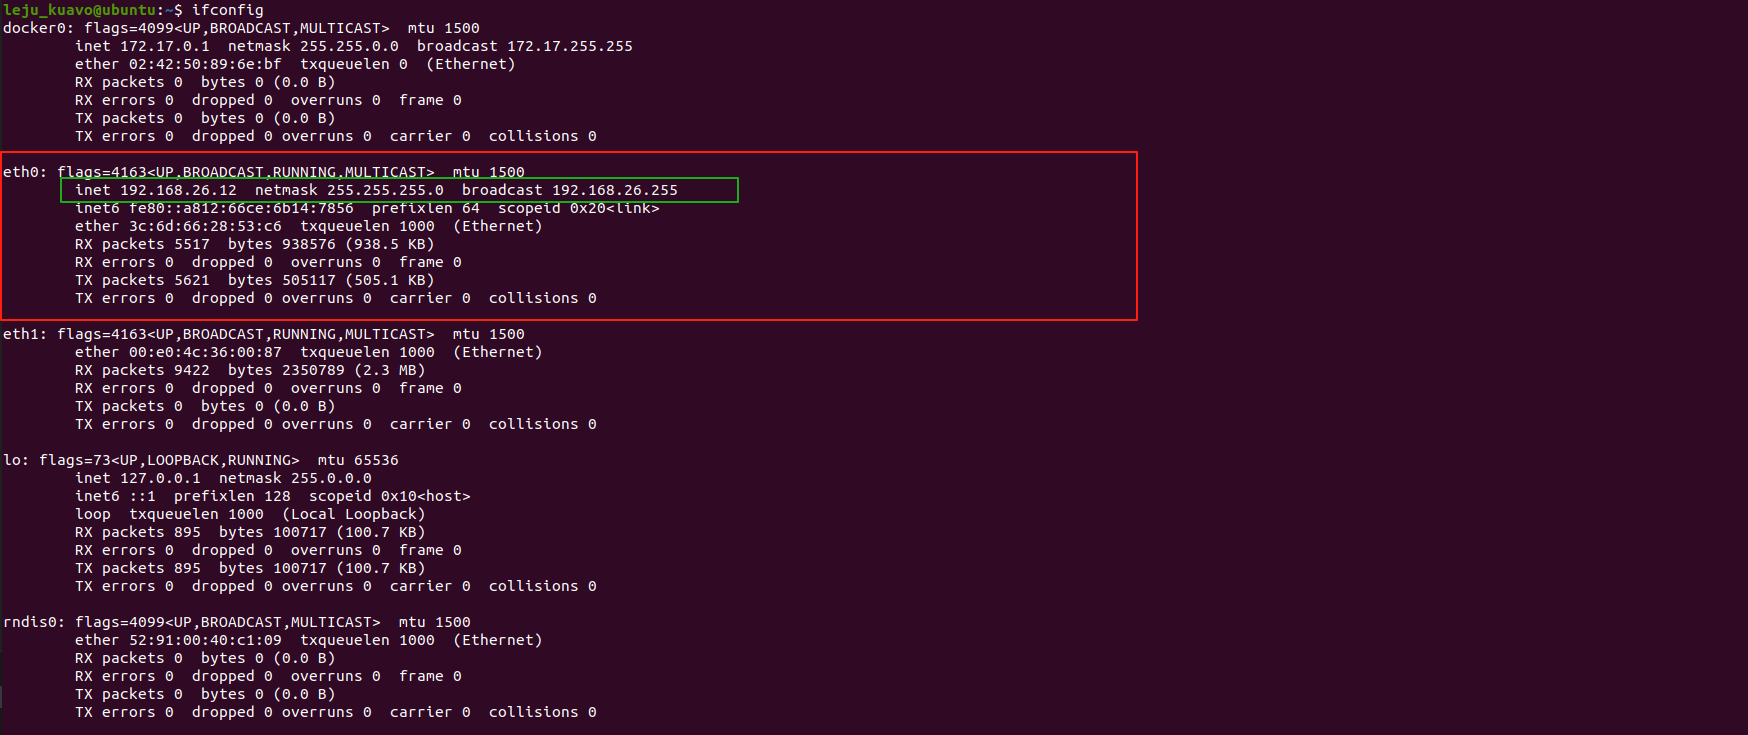 leju_kuavo@ubuntu:~$ ifconfig
docker0: flags=4099<UP,BROADCAST,MULTICAST>  mtu 1500
        inet 172.17.0.1  netmask 255.255.0.0  broadcast 172.17.255.255
        ether 02:42:50:89:6e:bf  txqueuelen 0  (Ethernet)
        RX packets 0  bytes 0 (0.0 B)
        RX errors 0  dropped 0  overruns 0  frame 0
        TX packets 0  bytes 0 (0.0 B)
        TX errors 0  dropped 0 overruns 0  carrier 0  collisions 0

eth0: flags=4163<UP,BROADCAST,RUNNING,MULTICAST>  mtu 1500
        inet 192.168.26.12  netmask 255.255.255.0  broadcast 192.168.26.255
        inet6 fe80::a812:66ce:6b14:7856  prefixlen 64  scopeid 0x20<link>
        ether 3c:6d:66:28:53:c6  txqueuelen 1000  (Ethernet)
        RX packets 5517  bytes 938576 (938.5 KB)
        RX errors 0  dropped 0  overruns 0  frame 0
        TX packets 5621  bytes 505117 (505.1 KB)
        TX errors 0  dropped 0 overruns 0  carrier 0  collisions 0

eth1: flags=4163<UP,BROADCAST,RUNNING,MULTICAST>  mtu 1500
        ether 00:e0:4c:36:00:87  txqueuelen 1000  (Ethernet)
        RX packets 9422  bytes 2350789 (2.3 MB)
        RX errors 0  dropped 0  overruns 0  frame 0
        TX packets 0  bytes 0 (0.0 B)
        TX errors 0  dropped 0 overruns 0  carrier 0  collisions 0

lo: flags=73<UP,LOOPBACK,RUNNING>  mtu 65536
        inet 127.0.0.1  netmask 255.0.0.0
        inet6 ::1  prefixlen 128  scopeid 0x10<host>
        loop  txqueuelen 1000  (Local Loopback)
        RX packets 895  bytes 100717 (100.7 KB)
        RX errors 0  dropped 0  overruns 0  frame 0
        TX packets 895  bytes 100717 (100.7 KB)
        TX errors 0  dropped 0 overruns 0  carrier 0  collisions 0

rndis0: flags=4099<UP,BROADCAST,MULTICAST>  mtu 1500
        ether 52:91:00:40:c1:09  txqueuelen 1000  (Ethernet)
        RX packets 0  bytes 0 (0.0 B)
        RX errors 0  dropped 0  overruns 0  frame 0
        TX packets 0  bytes 0 (0.0 B)
        TX errors 0  dropped 0 overruns 0  carrier 0  collisions 0